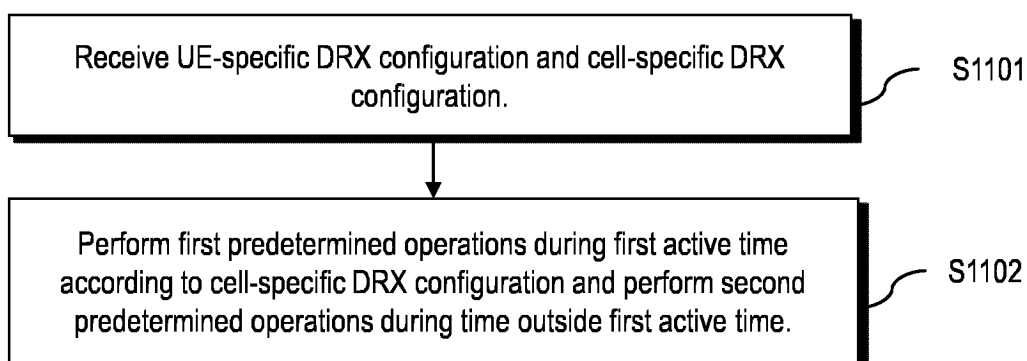 Receive UE-specific DRX configuration and cell-specific DRX
configuration.
S1101
Perform first predetermined operations during first active time
according to cell-specific DRX configuration and perform second
predetermined operations during time outside first active time.
S1102